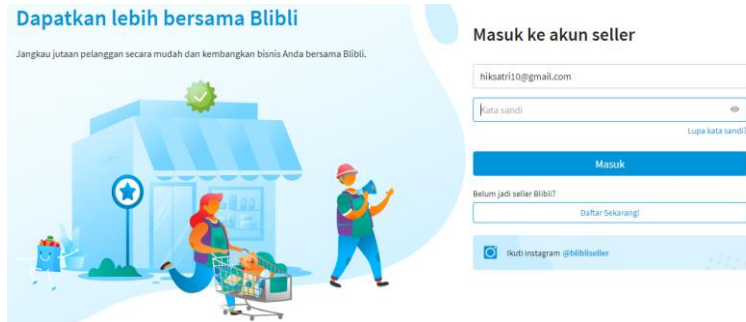 Dapatkan lebih bersama Blibli
Jangkau jutaan pelanggan secara mudah dan kembangkan bisnis Anda bersama Blibli.
Masuk ke akun seller
hiksatri10@gmail.com
Kata sandi
Lupa kata sandi?
Masuk
Belum jadi seller Blibli?
Daftar Sekarang!
Ikuti instagram @blibliseller